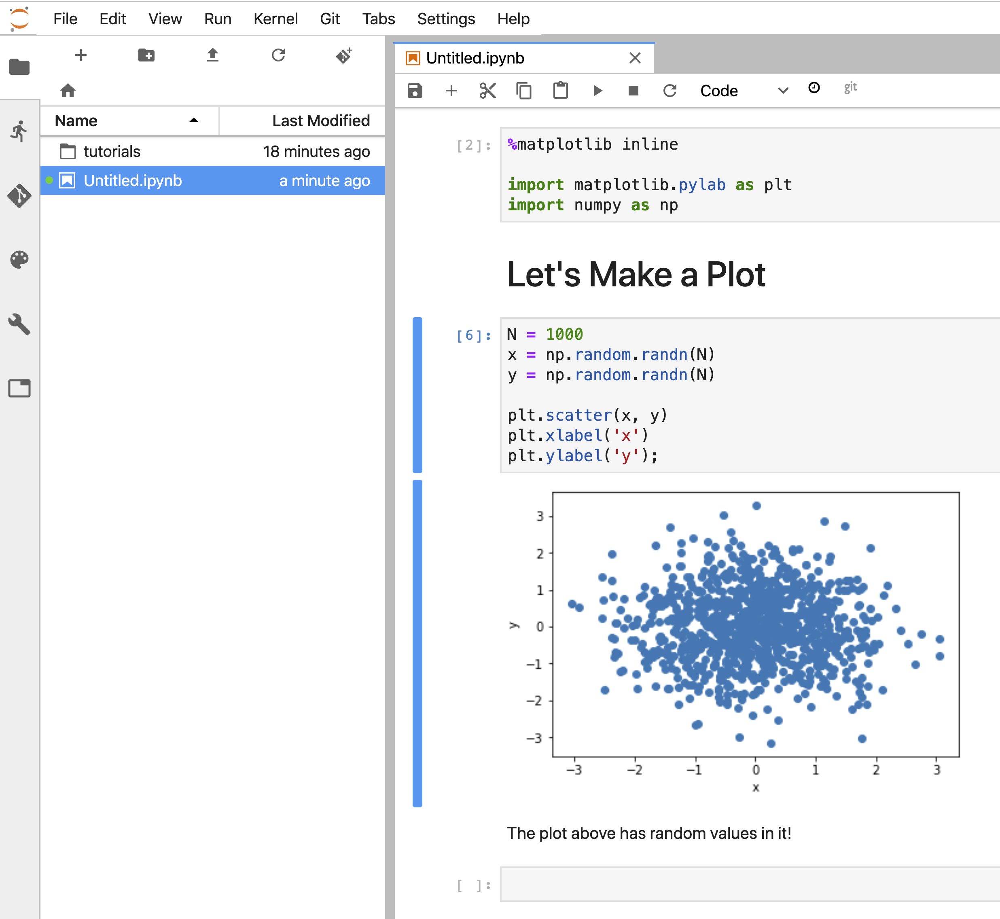 File Edit View Run Kernel Git Tabs Settings Help
Name Last Modified
tutorials 18 minutes ago
Untitled.ipynb a minute ago
Untitled.ipynb
Code git
[2]: %matplotlib inline
import matplotlib.pylab as plt
import numpy as np
Let's Make a Plot
[6]: N = 1000
x = np.random.randn(N)
y = np.random.randn(N)
plt.scatter(x, y)
plt.xlabel('x')
plt.ylabel('y');
3
2
1
0
−1
−2
−3
y
−3 −2 −1 0 1 2 3
x
The plot above has random values in it!
[ ]: